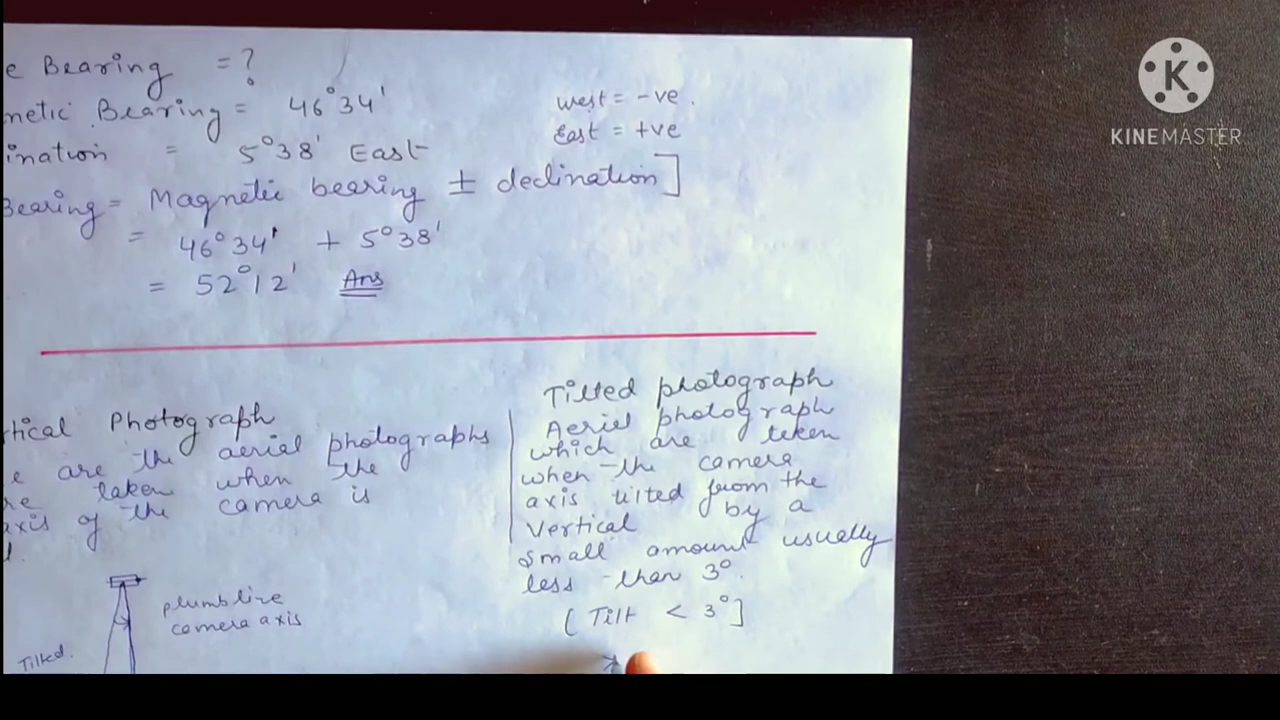 e Bearing = ?
netic Bearing = 46°34'
ination = 5°38' East
Bearing = Magnetic bearing ± declination]
= 46°34' + 5°38'
= 52°12' Ans
west = -ve.
East = +ve
K
KINEMASTER
tical Photograph
e are the aerial photographs
re taken when the
axis of the camera is
d.
plumbline
camera axis
Tilted.
Tilted photograph
Aerial photograph
which are taken
when the camera
axis tilted from the
Vertical by a
small amount usually
less than 3°.
[Tilt < 3°]